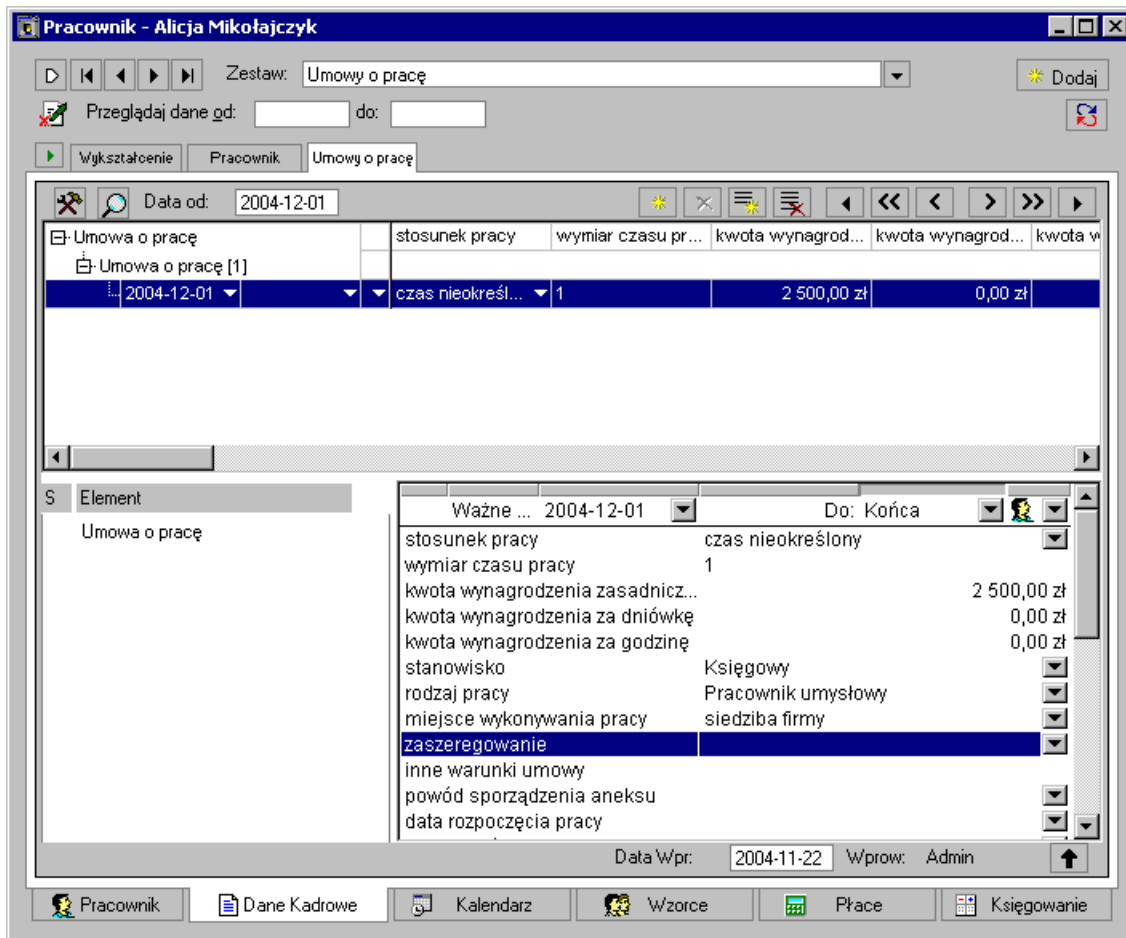 Pracownik - Alicja Mikołajczyk
Zestaw: Umowy o pracę Dodaj
Przeglądaj dane od: do:
Wykształcenie Pracownik Umowy o pracę
Data od: 2004-12-01
Umowa o pracę stosunek pracy wymiar czasu pr... kwota wynagrod... kwota wynagrod... kwota w
Umowa o pracę [1]
2004-12-01 czas nieokreśl... 1 2 500,00 zł 0,00 zł
S Element
Umowa o pracę
Ważne ... 2004-12-01 Do: Końca
stosunek pracy czas nieokreślony
wymiar czasu pracy 1
kwota wynagrodzenia zasadnicz... 2 500,00 zł
kwota wynagrodzenia za dniówkę 0,00 zł
kwota wynagrodzenia za godzinę 0,00 zł
stanowisko Księgowy
rodzaj pracy Pracownik umysłowy
miejsce wykonywania pracy siedziba firmy
zaszeregowanie
inne warunki umowy
powód sporządzenia aneksu
data rozpoczęcia pracy
Data Wpr: 2004-11-22 Wprow: Admin
Pracownik Dane Kadrowe Kalendarz Wzorce Płace Księgowanie